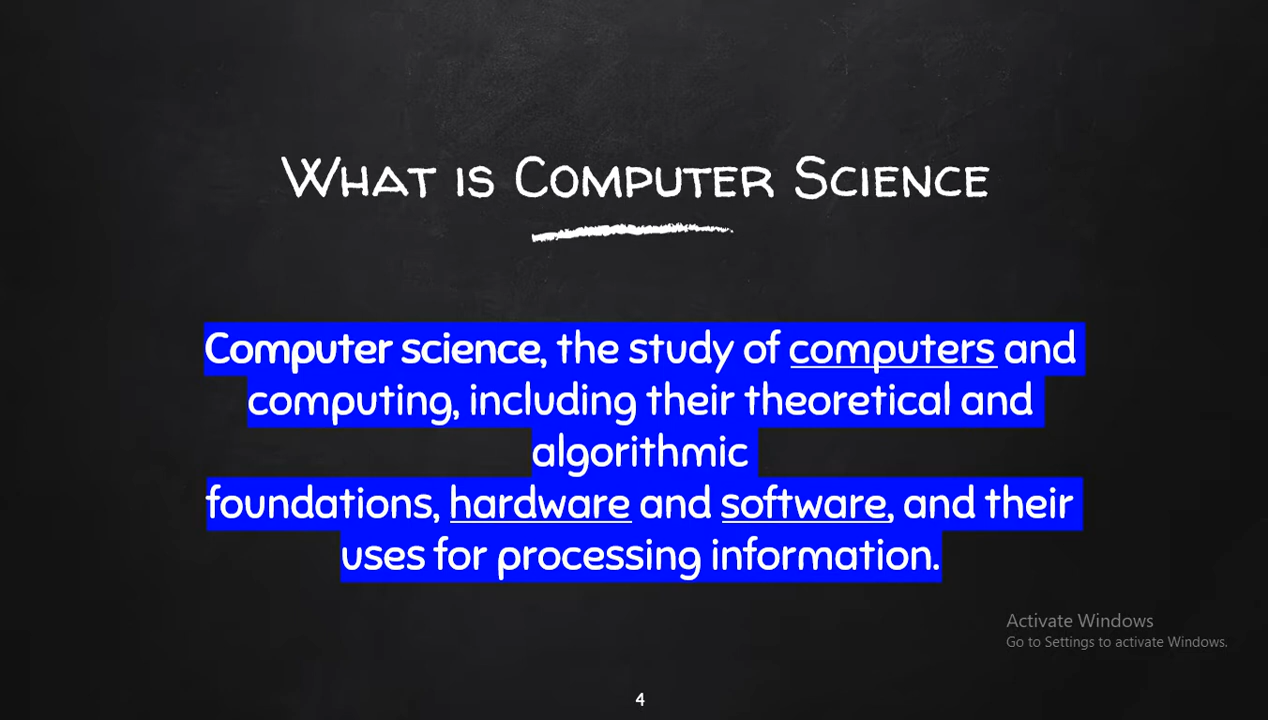 What is Computer Science
Computer science, the study of computers and
computing, including their theoretical and
algorithmic
foundations, hardware and software, and their
uses for processing information.
Activate Windows
Go to Settings to activate Windows.
4